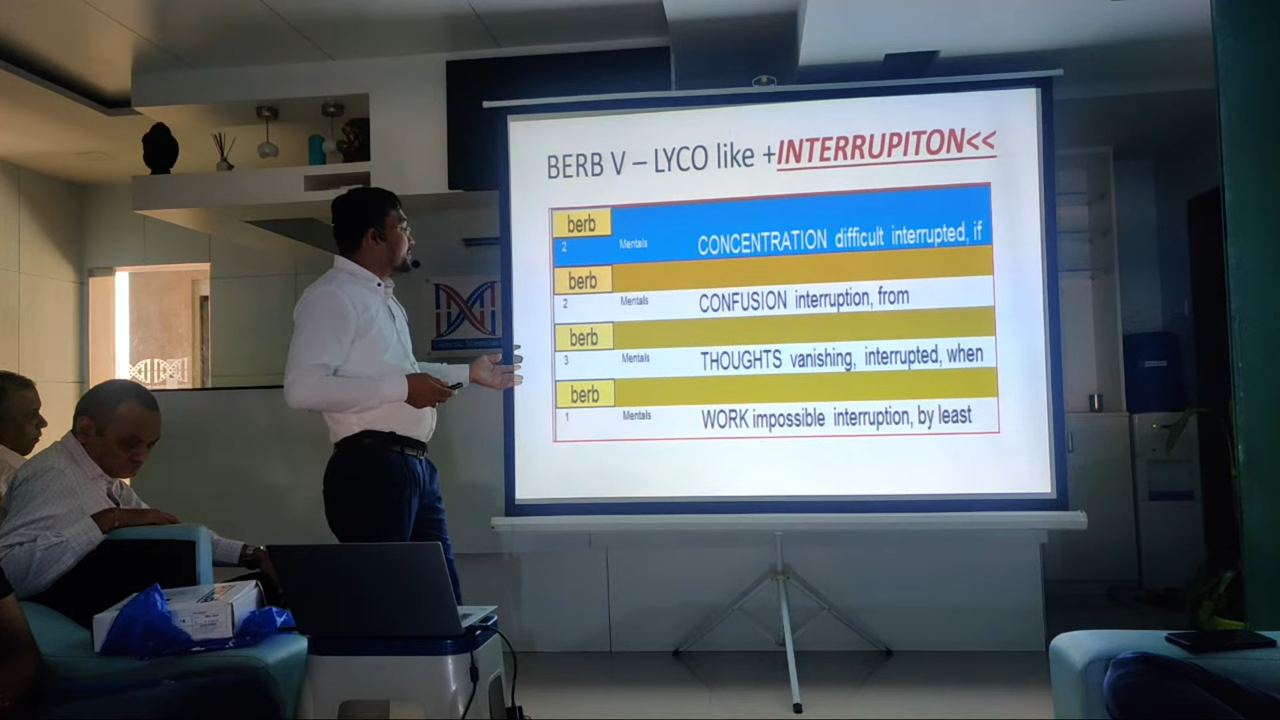 BERB V – LYCO like +INTERRUPITON<<
berb
2 Mentals CONCENTRATION difficult interrupted, if
berb
2 Mentals CONFUSION interruption, from
berb
3 Mentals THOUGHTS vanishing, interrupted, when
berb
1 Mentals WORK impossible interruption, by least